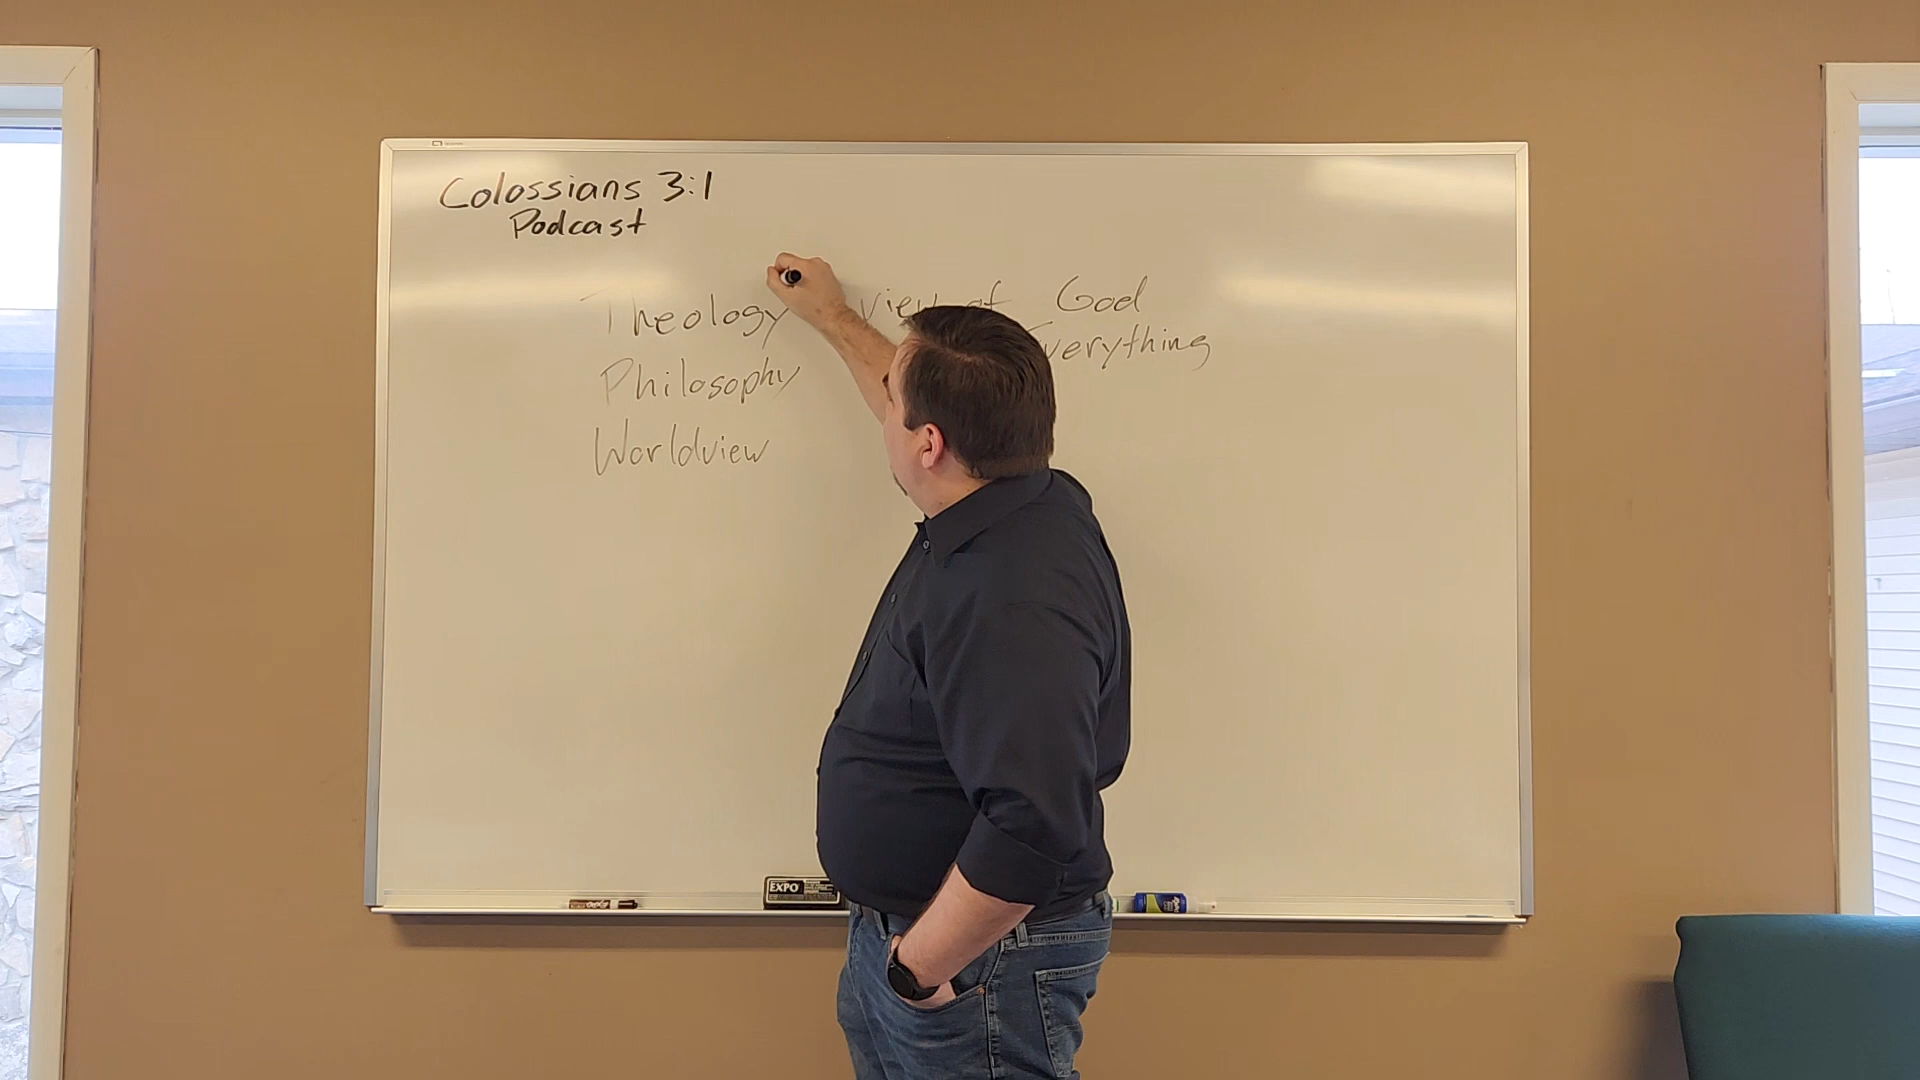 Colossians 3:1
Podcast
Theology view of God
Everything
Philosophy
Worldview
EXPO